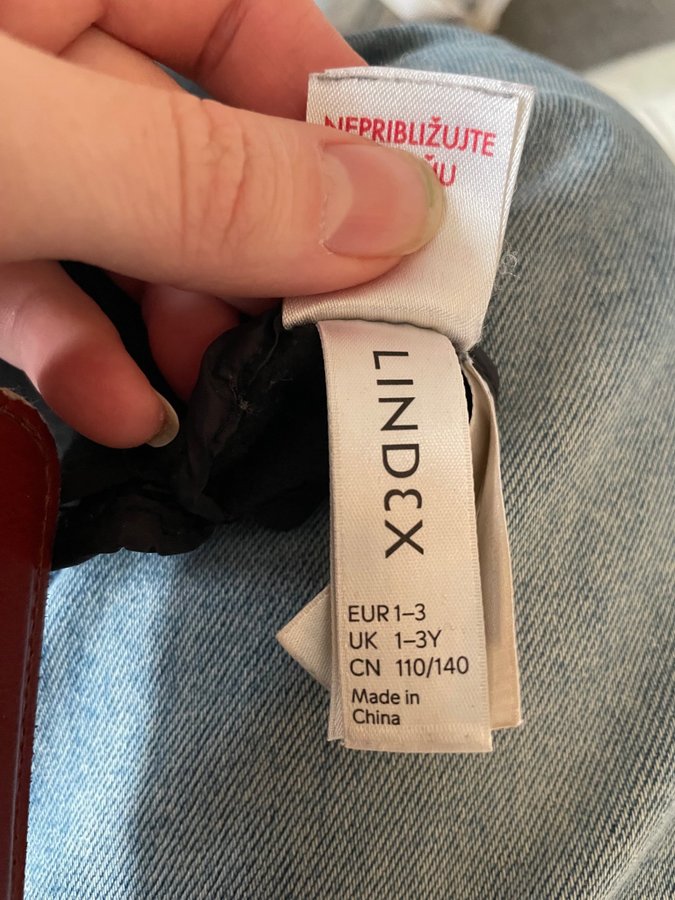 NEPRIBLIŽUJTE
LINDEX
EUR 1–3
UK 1–3Y
CN 110/140
Made in
China